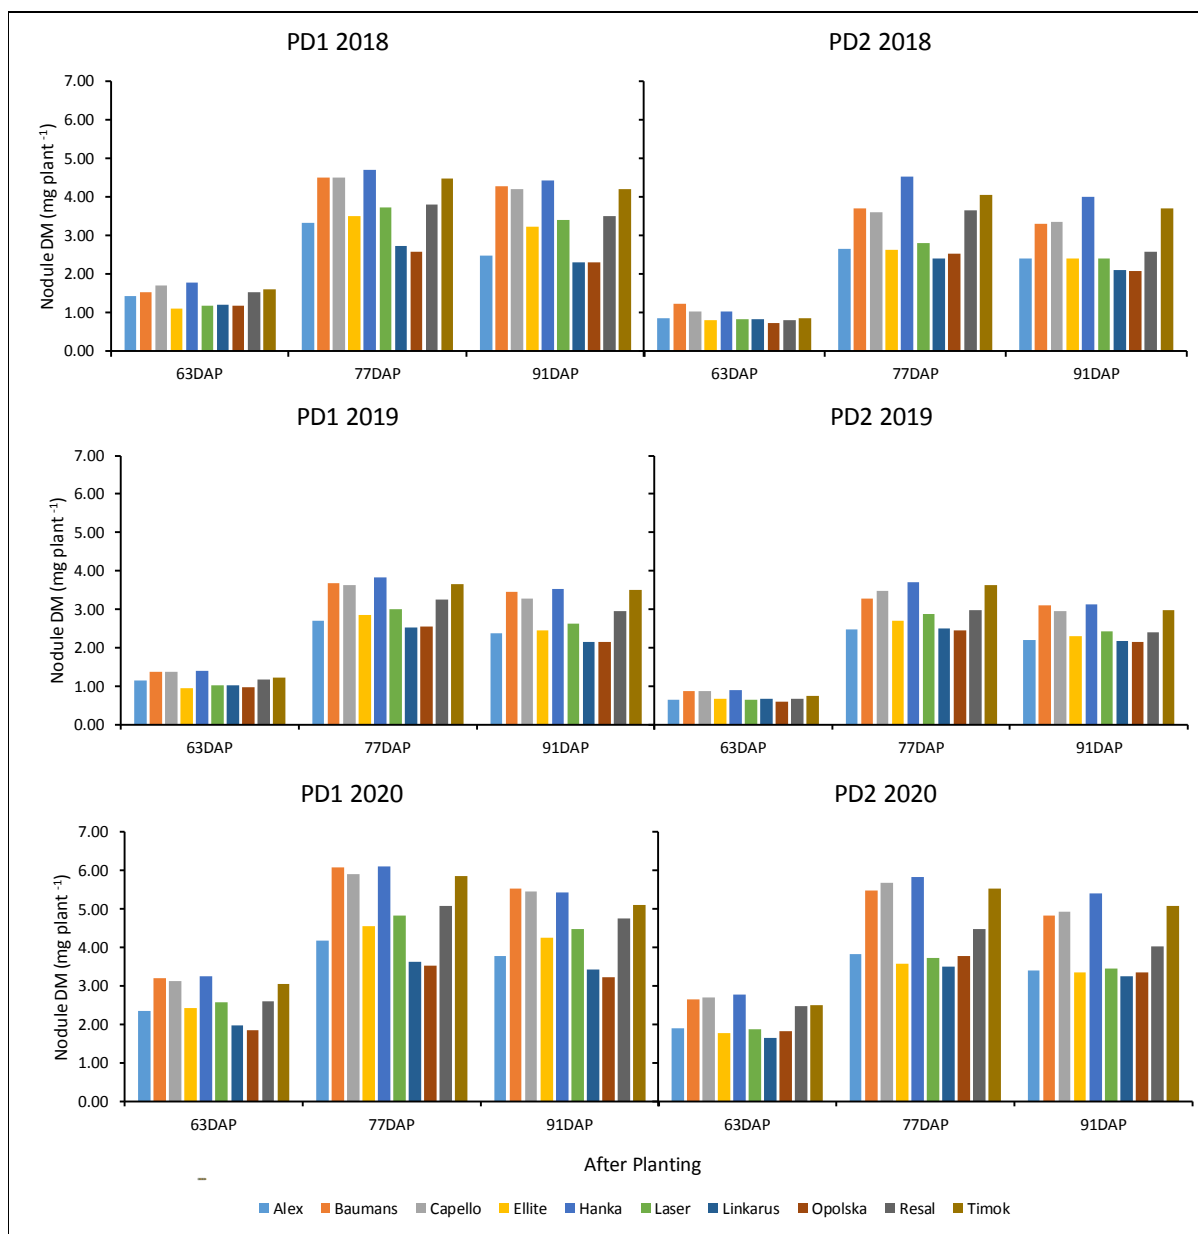 PD1 2018
PD2 2018
Nodule DM (mg plant -1)
7.00
6.00
5.00
4.00
3.00
2.00
1.00
0.00
63DAP 77DAP 91DAP
63DAP 77DAP 91DAP
PD1 2019
PD2 2019
Nodule DM (mg plant -1)
7.00
6.00
5.00
4.00
3.00
2.00
1.00
0.00
63DAP 77DAP 91DAP
63DAP 77DAP 91DAP
PD1 2020
PD2 2020
Nodule DM (mg plant -1)
7.00
6.00
5.00
4.00
3.00
2.00
1.00
0.00
63DAP 77DAP 91DAP
63DAP 77DAP 91DAP
After Planting
Alex Baumans Capello Ellite Hanka Laser Linkarus Opolska Resal Timok